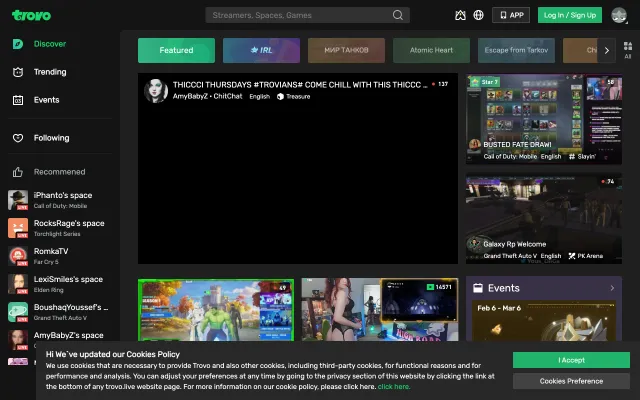 trovo
Streamers, Spaces, Games
APP
Log In / Sign Up
Discover
Trending
Events
Following
Recommened
iPhanto's space
Call of Duty: Mobile
LIVE
RocksRage's space
Torchlight Series
LIVE
RomkaTV
Far Cry 5
LIVE
LexiSmiles's space
Elden Ring
LIVE
BoushaqYoussef's ...
Grand Theft Auto V
LIVE
AmyBabyZ's space
LIVE
Featured
IRL
МИР ТАНКОВ
Atomic Heart
Escape from Tarkov
All
THICCCI THURSDAYS #TROVIANS# COME CHILL WITH THIS THICCC ...
137
AmyBabyZ • ChitChat
English
Treasure
Star 7
58
BUSTED FATE DRAW!
Call of Duty: Mobile
English
# Slayin'
74
Galaxy Rp Welcome
Grand Theft Auto V
English
PK Arena
49
14571
Events
Feb 6 - Mar 6
Hi We've updated our Cookies Policy
We use cookies that are necessary to provide Trovo and also other cookies, including third-party cookies, for functional reasons and for
performance and analysis. You can adjust your preferences at any time by going to the privacy section of this website by clicking the link at
the bottom of any trovo.live website page. For more information on our cookie policy, please click here. click here.
I Accept
Cookies Preference